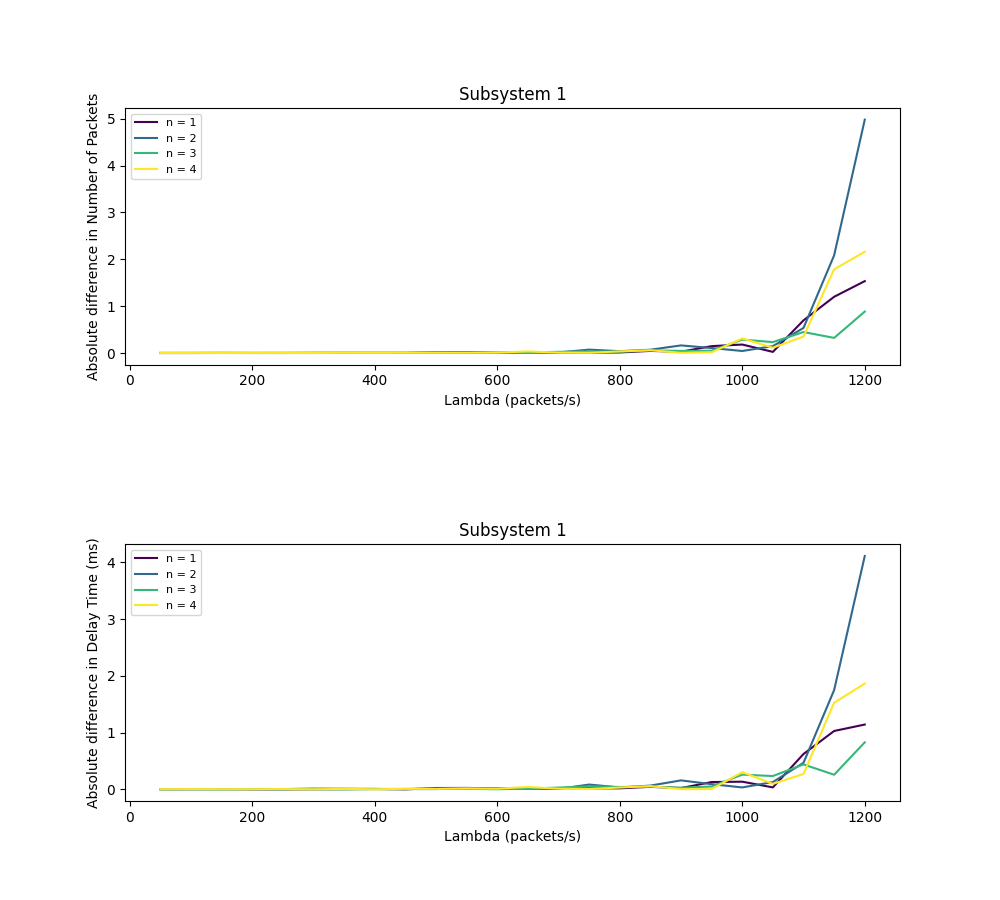 Subsystem 1
Absolute difference in Number of Packets
5
4
3
2
1
0
n = 1
n = 2
n = 3
n = 4
0 200 400 600 800 1000 1200
Lambda (packets/s)
Subsystem 1
Absolute difference in Delay Time (ms)
4
3
2
1
0
n = 1
n = 2
n = 3
n = 4
0 200 400 600 800 1000 1200
Lambda (packets/s)